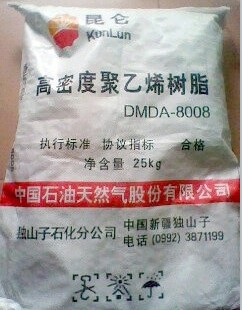 昆仑
KunLun
高密度聚乙烯树脂
DMDA-8008
执行标准 协议指标 合格
净含量 25kg
中国石油天然气股份有限公司
独山子石化分公司
中国新疆独山子
电话 (0992) 3871199